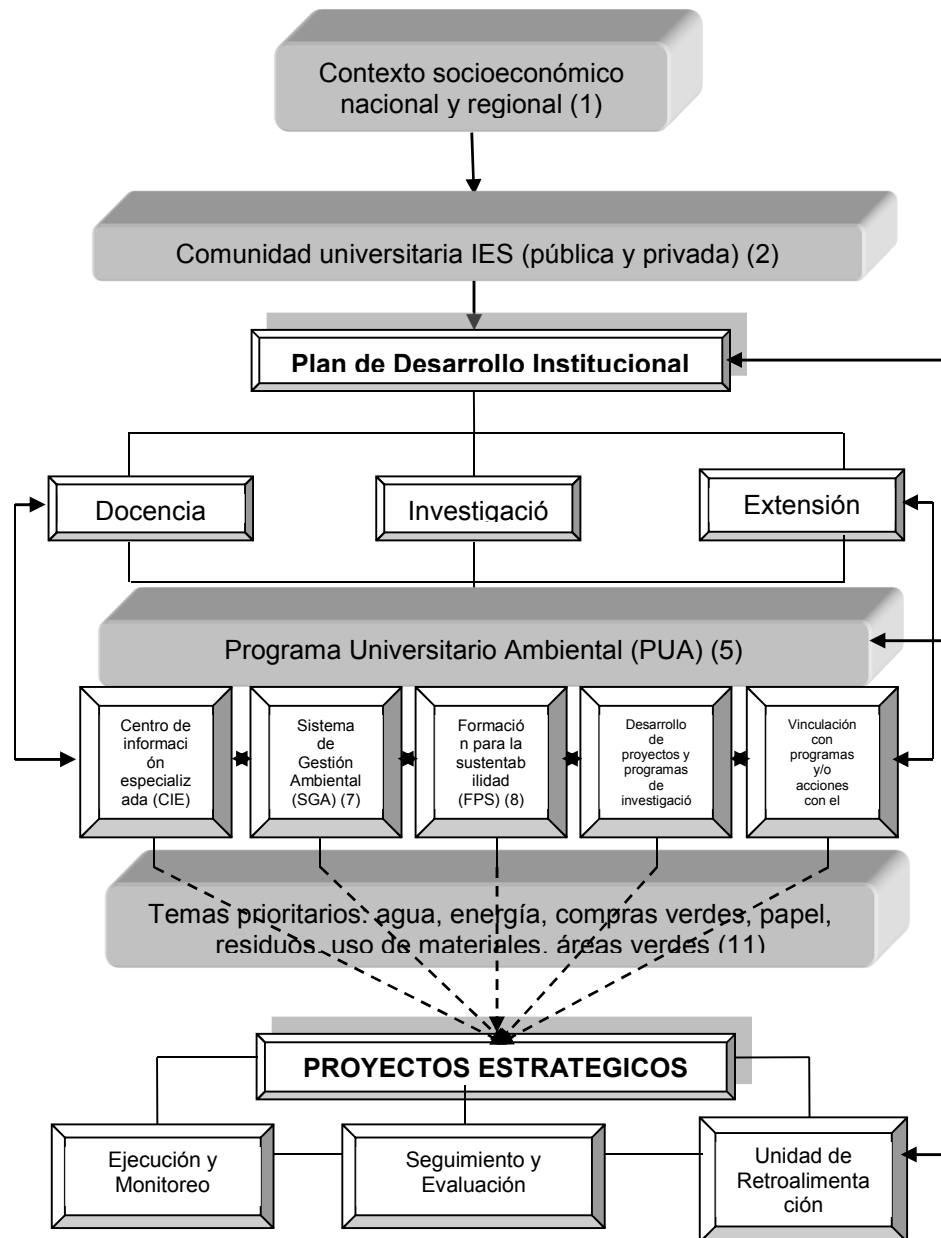 Contexto socioeconómico
nacional y regional (1)
Comunidad universitaria IES (pública y privada) (2)
Plan de Desarrollo Institucional
Docencia
Investigació
Extensión
Programa Universitario Ambiental (PUA) (5)
Centro de
informaci
ón
especializ
ada (CIE)
Sistema
de
Gestión
Ambiental
(SGA) (7)
Formació
n para la
sustentab
ilidad
(FPS) (8)
Desarrollo
de
proyectos y
programas
de
investigació
Vinculación
con
programas
y/o
acciones
con el
Temas prioritarios: agua, energía, compras verdes, papel,
residuos, uso de materiales, áreas verdes (11)
PROYECTOS ESTRATEGICOS
Ejecución y
Monitoreo
Seguimiento y
Evaluación
Unidad de
Retroalimenta
ción